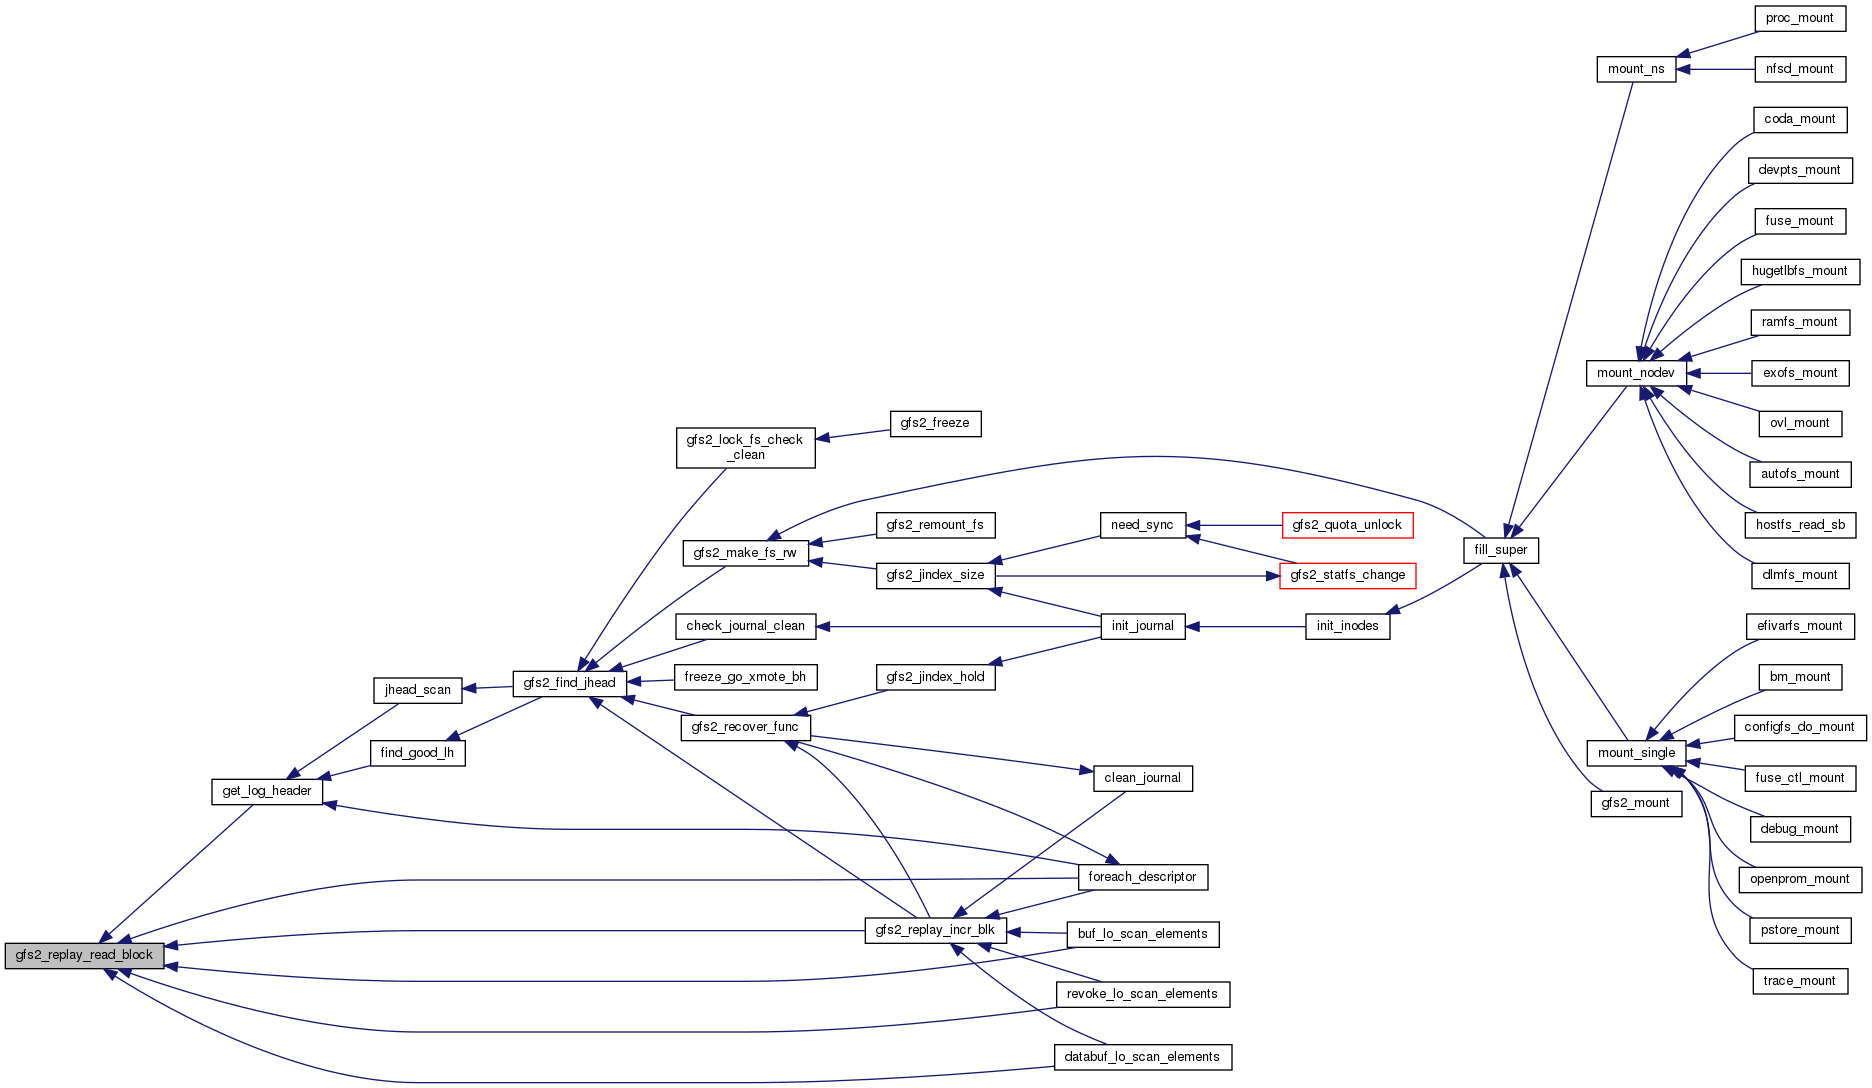 proc_mount
mount_ns
nfsd_mount
coda_mount
devpts_mount
fuse_mount
hugetlbfs_mount
ramfs_mount
mount_nodev
exofs_mount
ovl_mount
gfs2_freeze
gfs2_lock_fs_check
_clean
autofs_mount
need_sync
gfs2_quota_unlock
gfs2_remount_fs
hostfs_read_sb
gfs2_make_fs_rw
fill_super
gfs2_jindex_size
gfs2_statfs_change
dlmfs_mount
check_journal_clean
init_journal
init_inodes
efivarfs_mount
gfs2_find_jhead
freeze_go_xmote_bh
gfs2_jindex_hold
bm_mount
jhead_scan
gfs2_recover_func
configfs_do_mount
find_good_lh
mount_single
get_log_header
clean_journal
fuse_ctl_mount
gfs2_mount
debug_mount
foreach_descriptor
openprom_mount
gfs2_replay_incr_blk
buf_lo_scan_elements
pstore_mount
gfs2_replay_read_block
revoke_lo_scan_elements
trace_mount
databuf_lo_scan_elements